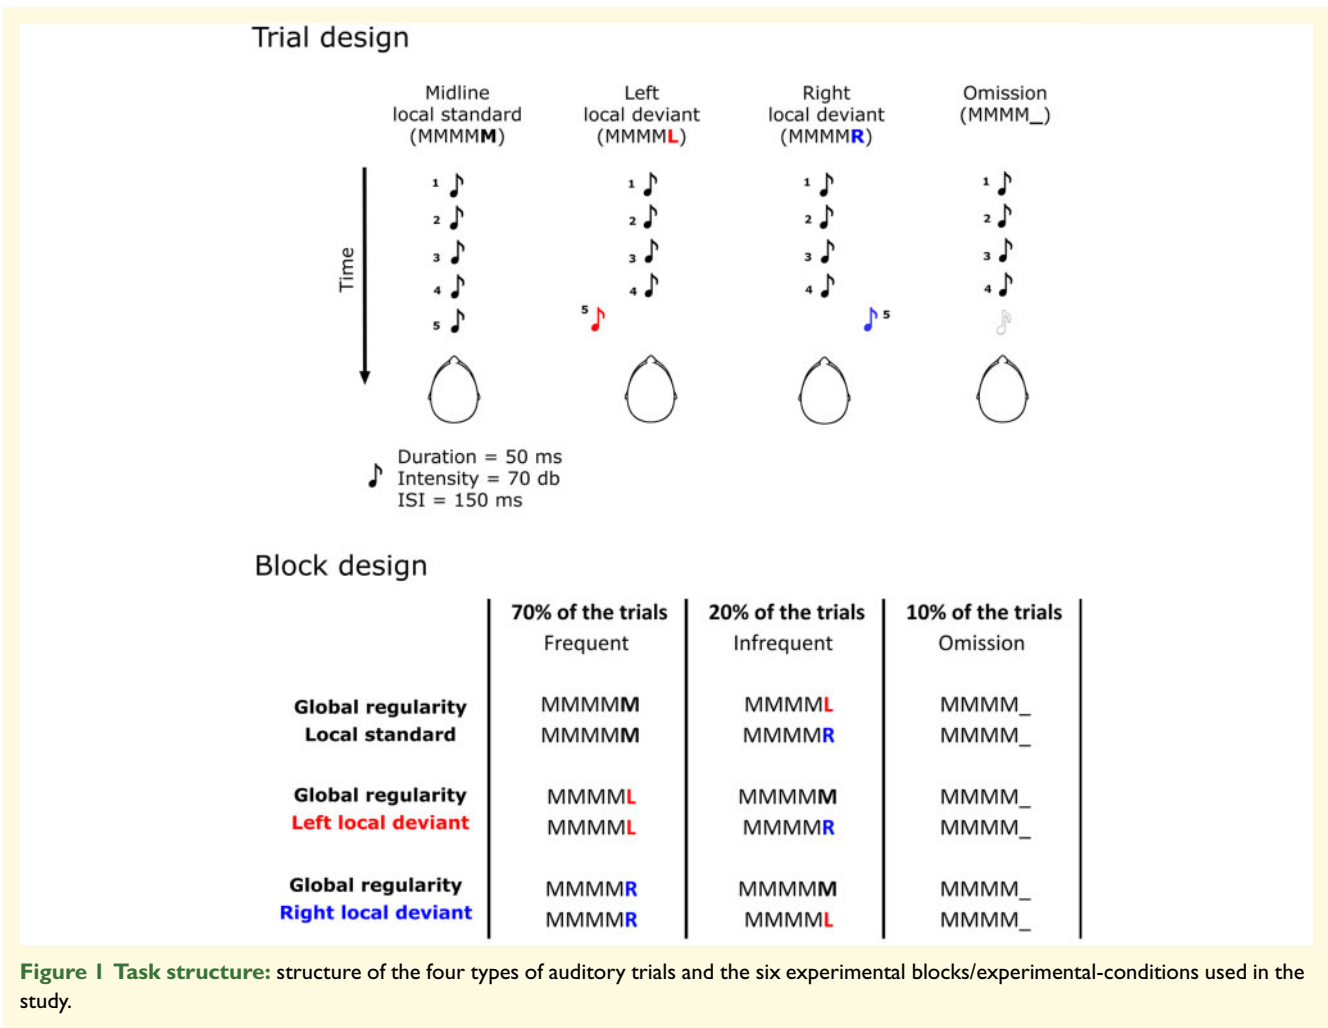 Trial design
Midline
local standard
(MMMMM)
Left
local deviant
(MMMML)
Right
local deviant
(MMMMR)
Omission
(MMMM_)
Time
1
2
3
4
5
1
2
3
4
5
1
2
3
4
5
1
2
3
4
Duration = 50 ms
Intensity = 70 db
ISI = 150 ms
Block design
70% of the trials
Frequent
20% of the trials
Infrequent
10% of the trials
Omission
Global regularity
Local standard
MMMMM MMMML MMMM_
MMMMM MMMMR MMMM_
Global regularity
Left local deviant
MMMML MMMMM MMMM_
MMMML MMMMR MMMM_
Global regularity
Right local deviant
MMMMR MMMMM MMMM_
MMMMR MMMML MMMM_
Figure 1 Task structure: structure of the four types of auditory trials and the six experimental blocks/experimental-conditions used in the
study.